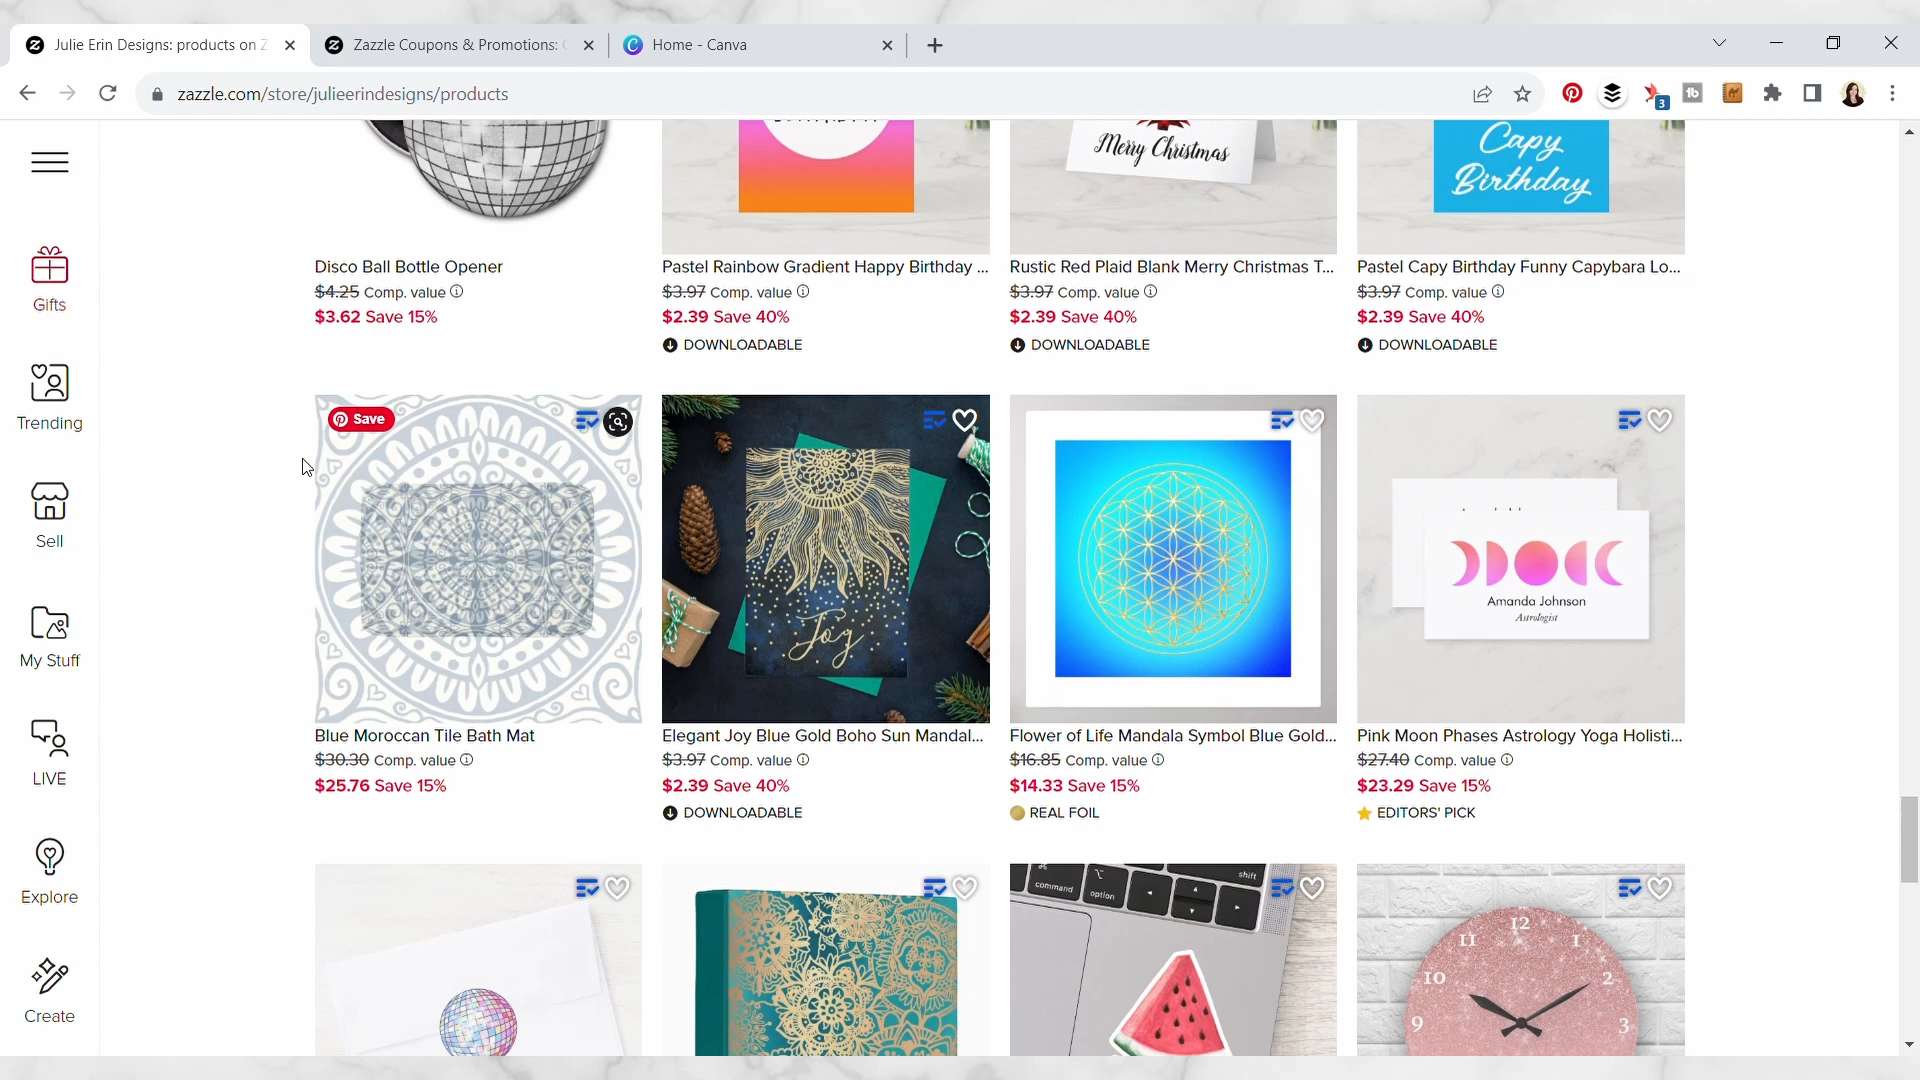 Julie Erin Designs: products on Z
Zazzle Coupons & Promotions:
Home - Canva
zazzle.com/store/julieerindesigns/products
3
Merry Christmas
Capy
Birthday
Gifts
Trending
Sell
My Stuff
LIVE
Explore
Create
Disco Ball Bottle Opener
$4.25 Comp. value
$3.62 Save 15%
Pastel Rainbow Gradient Happy Birthday ...
$3.97 Comp. value
$2.39 Save 40%
DOWNLOADABLE
Rustic Red Plaid Blank Merry Christmas T...
$3.97 Comp. value
$2.39 Save 40%
DOWNLOADABLE
Pastel Capy Birthday Funny Capybara Lo...
$3.97 Comp. value
$2.39 Save 40%
DOWNLOADABLE
Save
Joy
Amanda Johnson
Astrologist
Blue Moroccan Tile Bath Mat
$30.30 Comp. value
$25.76 Save 15%
Elegant Joy Blue Gold Boho Sun Mandal...
$3.97 Comp. value
$2.39 Save 40%
DOWNLOADABLE
Flower of Life Mandala Symbol Blue Gold...
$16.85 Comp. value
$14.33 Save 15%
REAL FOIL
Pink Moon Phases Astrology Yoga Holisti...
$27.40 Comp. value
$23.29 Save 15%
EDITORS' PICK
command
option
shift
12
11
1
10
2
9
3